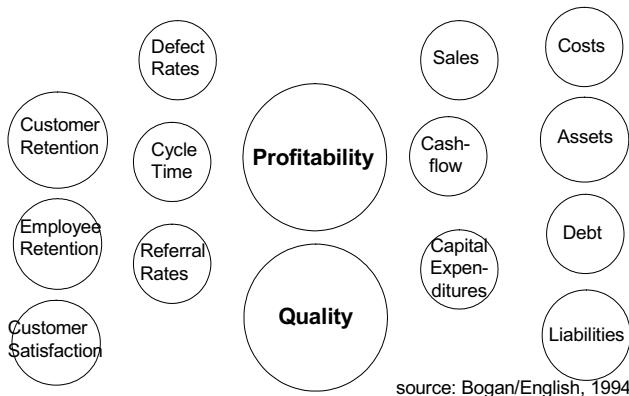 Defect
Rates
Sales
Costs
Customer
Retention
Cycle
Time
Profitability
Cash-
flow
Assets
Employee
Retention
Referral
Rates
Capital
Expen-
ditures
Debt
Customer
Satisfaction
Quality
Liabilities
source: Bogan/English, 1994